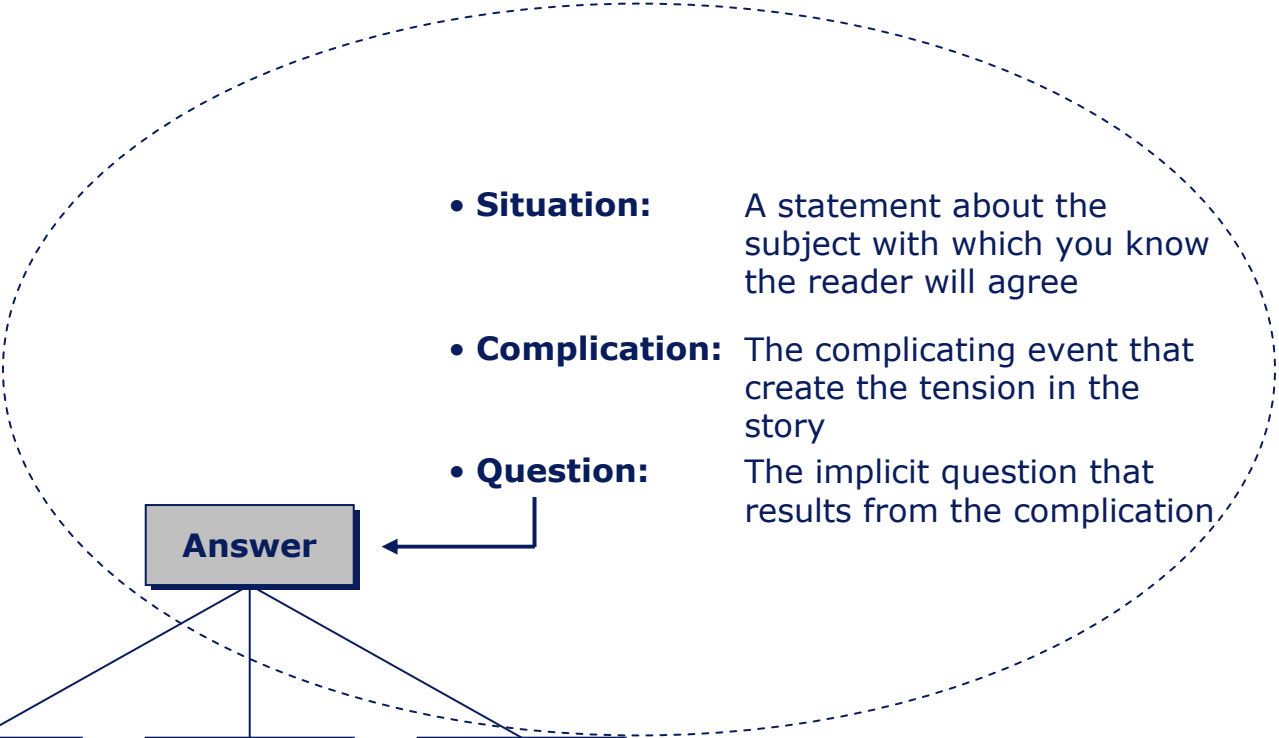 • Situation: A statement about the
subject with which you know
the reader will agree
• Complication: The complicating event that
create the tension in the
story
• Question: The implicit question that
results from the complication
Answer